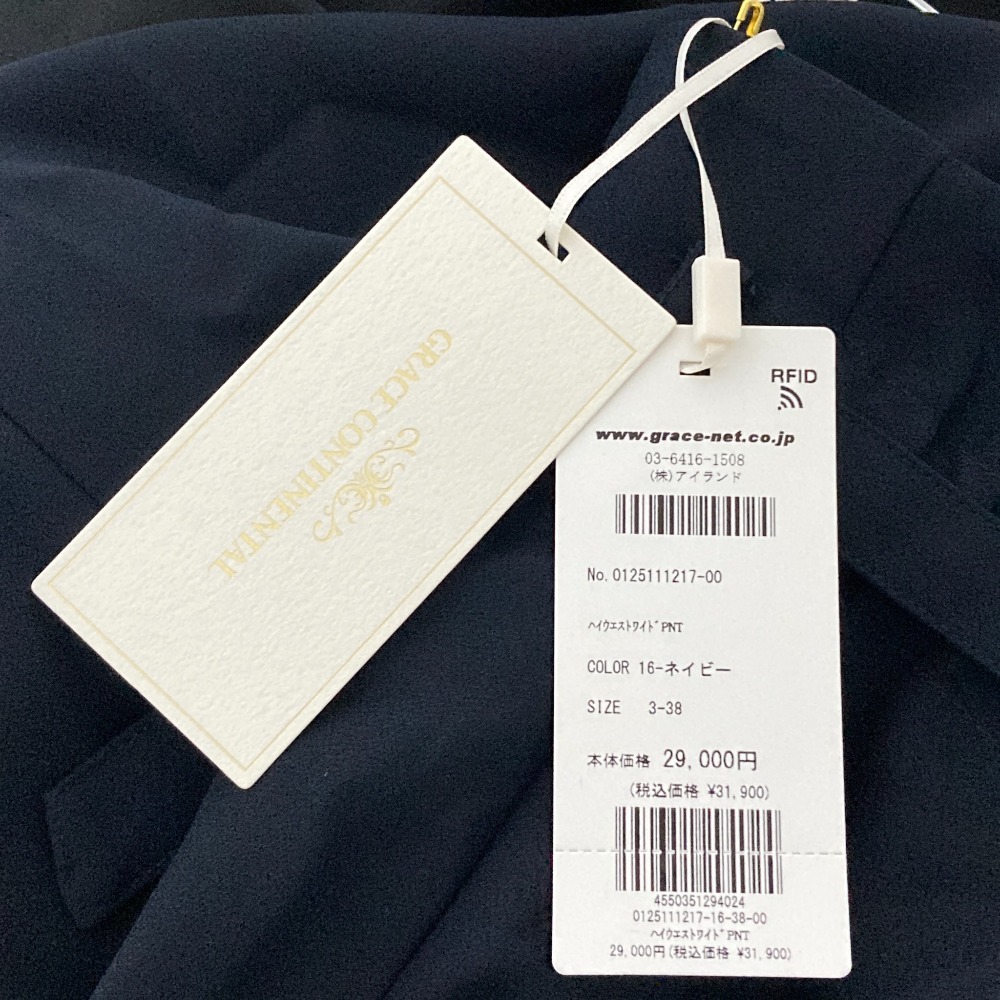 GRACE CONTINENTAL
RFID
www.grace-net.co.jp
03-6416-1508
(株)アイランド
No.0125111217-00
ﾊｲｳｴｽﾄﾜｲﾄﾞPNT
COLOR 16-ネイビー
SIZE 3-38
本体価格 29,000円
(税込価格 ¥31,900)
4550351294024
0125111217-16-38-00
ﾊｲｳｴｽﾄﾜｲﾄﾞPNT
29,000円(税込価格 ¥31,900)